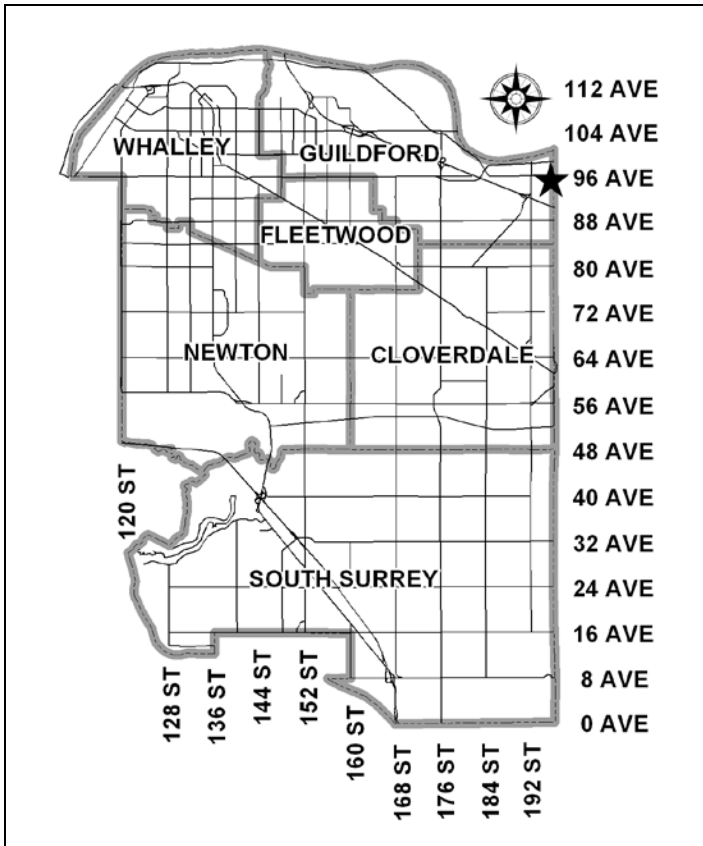 112 AVE
104 AVE
WHALLEY
GUILDFORD
96 AVE
88 AVE
FLEETWOOD
80 AVE
72 AVE
NEWTON
CLOVERDALE
64 AVE
56 AVE
48 AVE
120 ST
40 AVE
32 AVE
SOUTH SURREY
24 AVE
16 AVE
8 AVE
0 AVE
128 ST
136 ST
144 ST
152 ST
160 ST
168 ST
176 ST
184 ST
192 ST